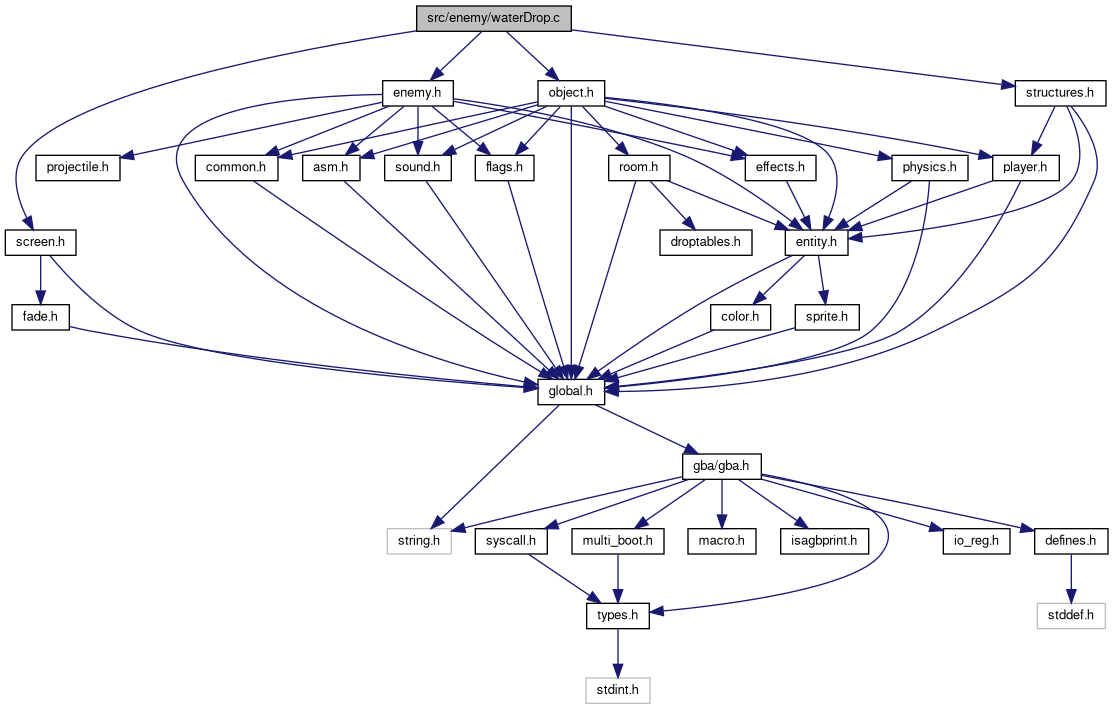 src/enemy/waterDrop.c
enemy.h
object.h
structures.h
projectile.h
common.h
asm.h
sound.h
flags.h
room.h
effects.h
physics.h
player.h
screen.h
droptables.h
entity.h
fade.h
color.h
sprite.h
global.h
gba/gba.h
string.h
syscall.h
multi_boot.h
macro.h
isagbprint.h
io_reg.h
defines.h
types.h
stddef.h
stdint.h